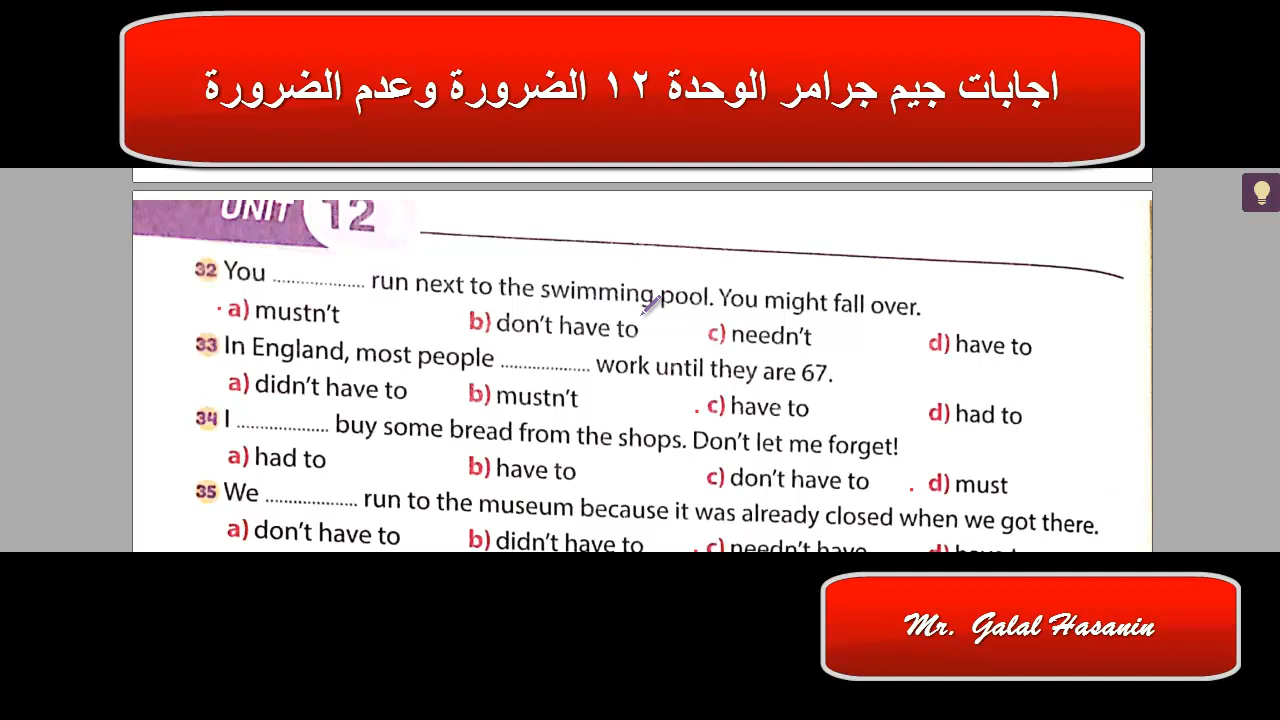 اجابات جيم جرامر الوحدة ١٢ الضرورة وعدم الضرورة
UNIT 12
32 You .................. run next to the swimming pool. You might fall over.
a) mustn't b) don't have to c) needn't d) have to
33 In England, most people .................. work until they are 67.
a) didn't have to b) mustn't c) have to d) had to
34 I .................. buy some bread from the shops. Don't let me forget!
a) had to b) have to c) don't have to d) must
35 We .................. run to the museum because it was already closed when we got there.
a) don't have to b) didn't have to c) needn't have d)
Mr. Galal Hasanin